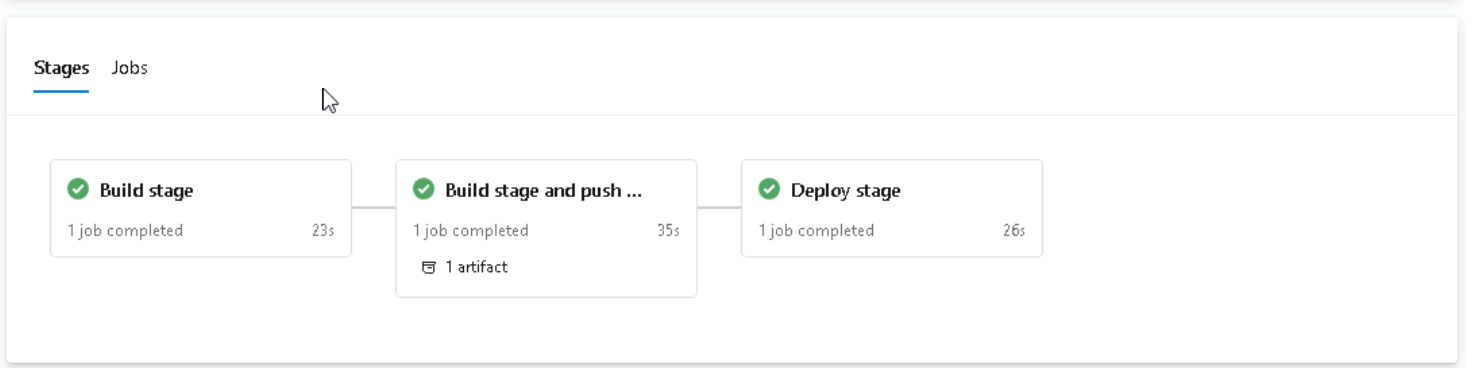 Stages Jobs
Build stage
1 job completed 23s
Build stage and push ...
1 job completed 35s
1 artifact
Deploy stage
1 job completed 26s